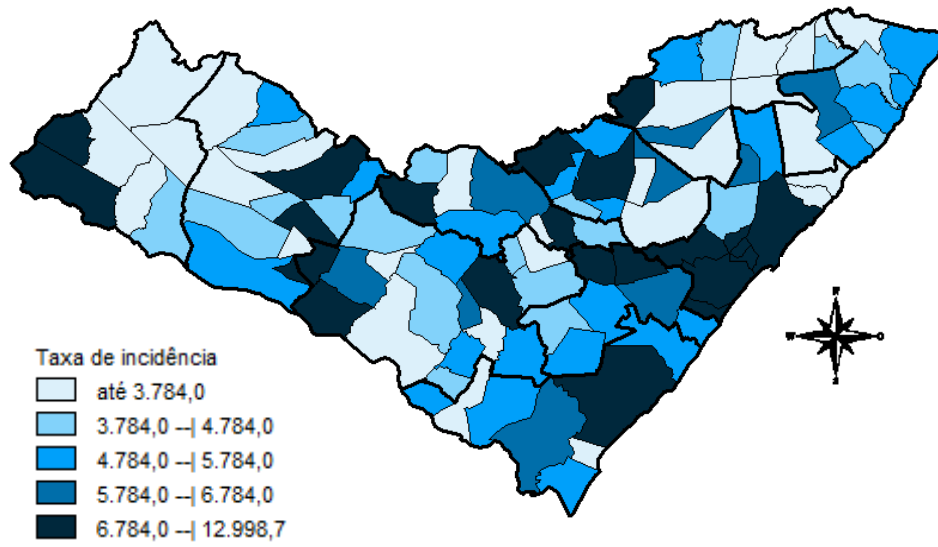 Taxa de incidência
até 3.784,0
3.784,0 --| 4.784,0
4.784,0 --| 5.784,0
5.784,0 --| 6.784,0
6.784,0 --| 12.998,7
N
W
O